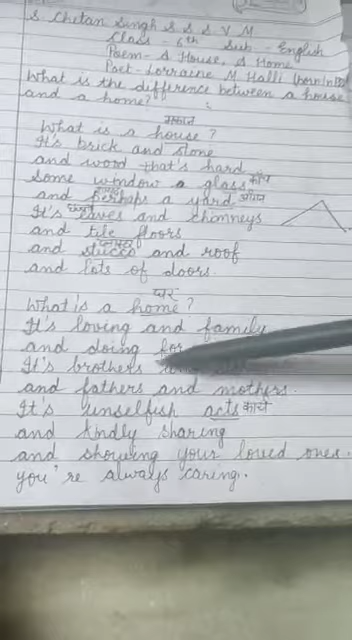 S. Chetan Singh S. S. S. V. M
Class - 6th Sub - English
Poem - A House, A Home
Poet - Lorraine M Halli (born in
What is the difference between a house
and a home?
मकान
What is a house?
It's brick and stone
and wood that's hard
Some window a glass काँच
and perhaps a yard आँगन
It's eaves and chimneys
and tile floors
and stucco and roof
and lots of doors.
घर
What is a home?
It's loving and family
and doing for
It's brothers
and fathers and mothers.
It's unselfish acts कार्य
and kindly sharing
and showing your loved ones.
you're always caring.